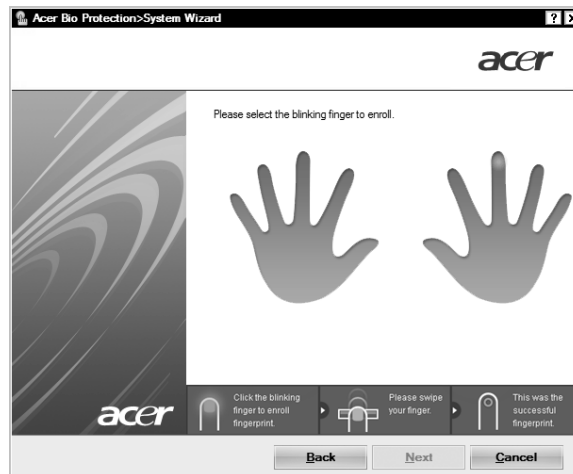 Acer Bio Protection>System Wizard
? X
acer
Please select the blinking finger to enroll.
acer
Click the blinking
finger to enroll
fingerprint.
Please swipe
your finger.
This was the
successful
fingerprint.
Back
Next
Cancel